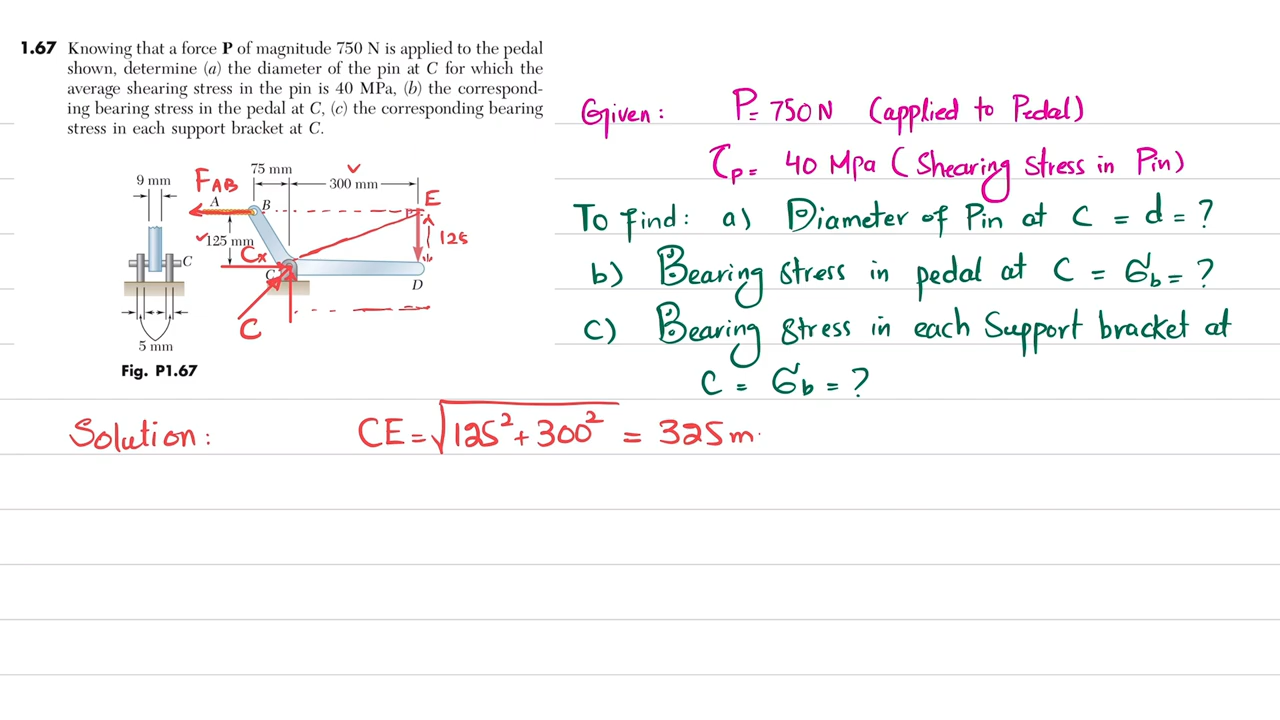 1.67 Knowing that a force P of magnitude 750 N is applied to the pedal
shown, determine (a) the diameter of the pin at C for which the
average shearing stress in the pin is 40 MPa, (b) the correspond-
ing bearing stress in the pedal at C, (c) the corresponding bearing
stress in each support bracket at C.
Given: P = 750 N (applied to Pedal)
τp = 40 Mpa (Shearing Stress in Pin)
To find: a) Diameter of Pin at C = d = ?
b) Bearing stress in pedal at C = σb = ?
c) Bearing stress in each Support bracket at
C = σb = ?
75 mm
300 mm
9 mm
FAB
A
B
E
125 mm
125
Cx
C
C
D
C
5 mm
Fig. P1.67
Solution: CE = √125² + 300² = 325 m